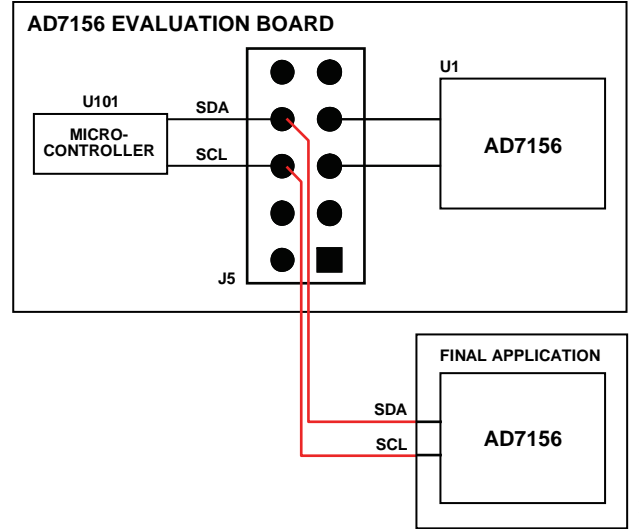 AD7156 EVALUATION BOARD
U101
MICRO-
CONTROLLER
SDA
SCL
J5
U1
AD7156
FINAL APPLICATION
SDA
SCL
AD7156